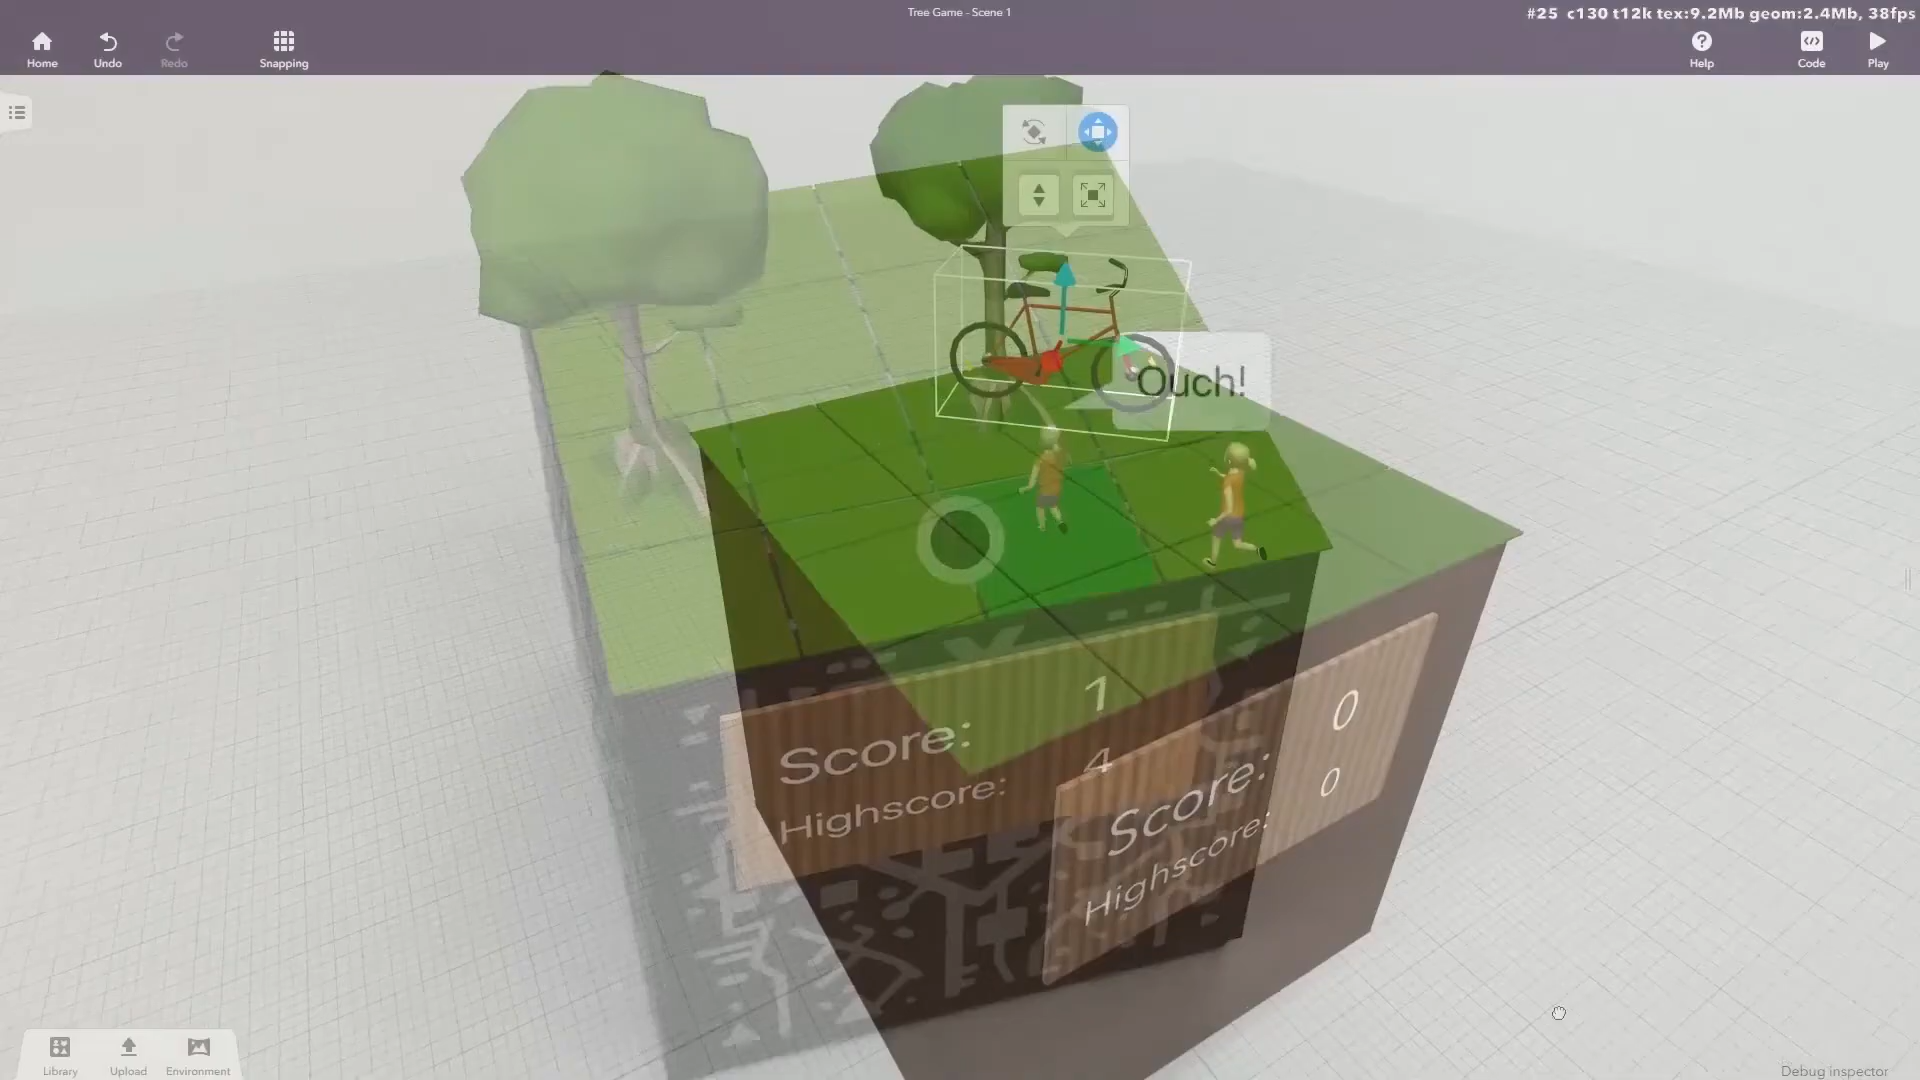 Tree Game - Scene 1
#25 c130 t12k tex:9.2Mb geom:2.4Mb, 38fps
Home
Undo
Redo
Snapping
Help
Code
Play
Ouch!
Score: 1
Highscore: 4
Score: 0
Highscore: 0
Library
Upload
Environment
Debug inspector